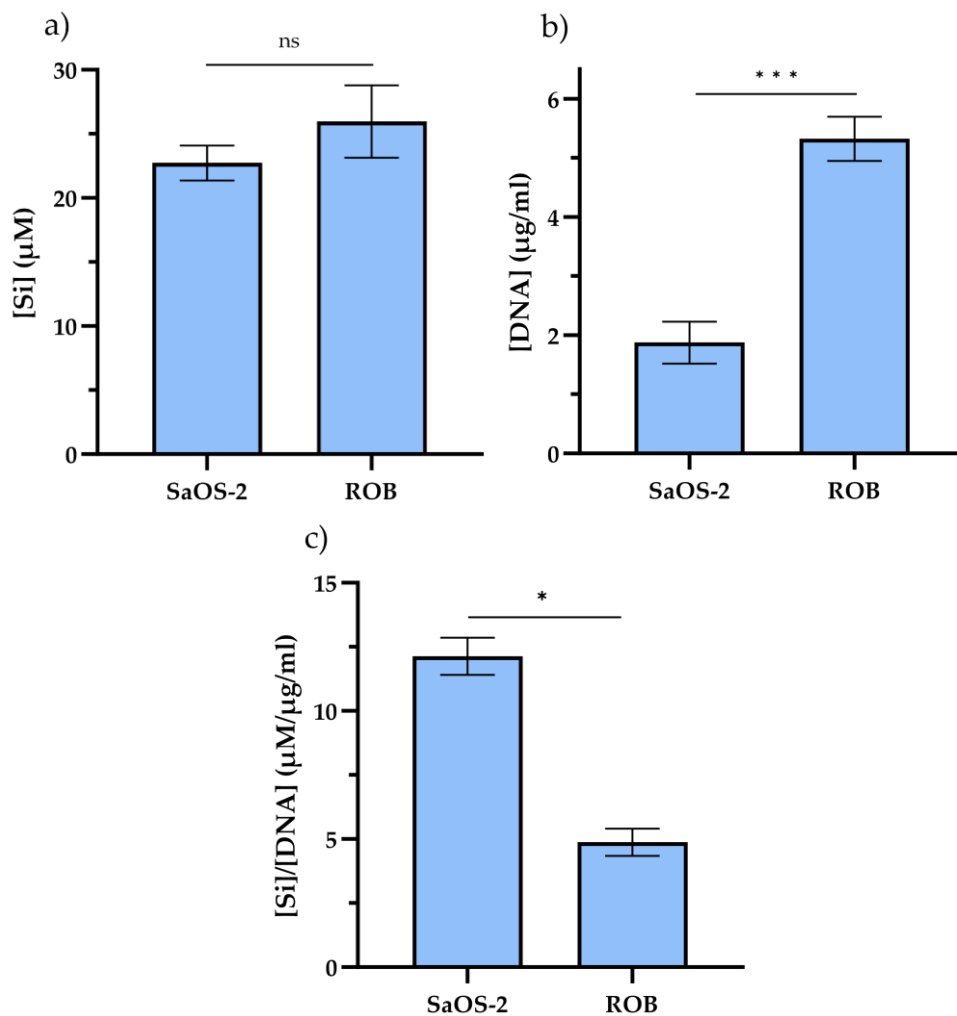 a)
ns
30
20
10
0
[Si] (µM)
SaOS-2
ROB
b)
* * *
6
4
2
0
[DNA] (µg/ml)
SaOS-2
ROB
c)
*
15
10
5
0
[Si]/[DNA] (µM/µg/ml)
SaOS-2
ROB